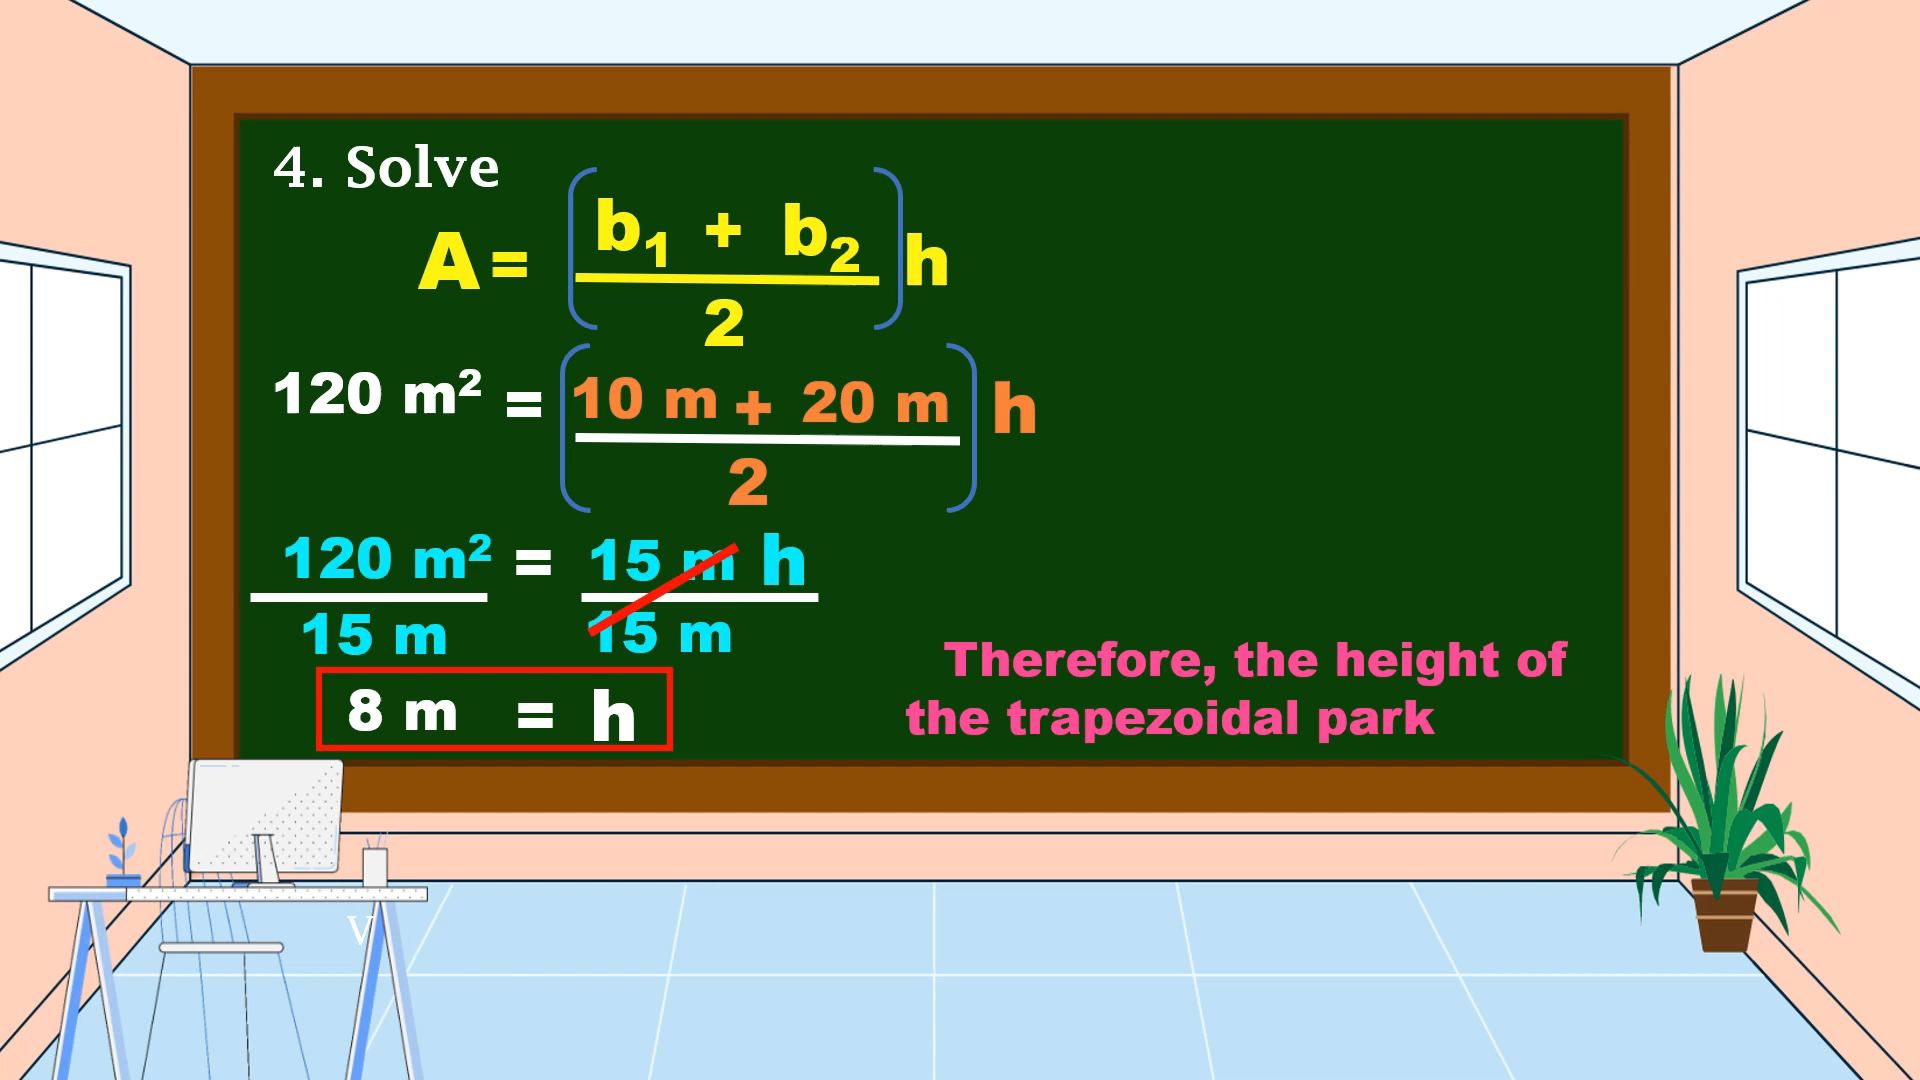 4. Solve
A = (b₁ + b₂ / 2) h
120 m² = (10 m + 20 m / 2) h
120 m² = 15 m h
15 m 15 m
8 m = h
Therefore, the height of
the trapezoidal park
V